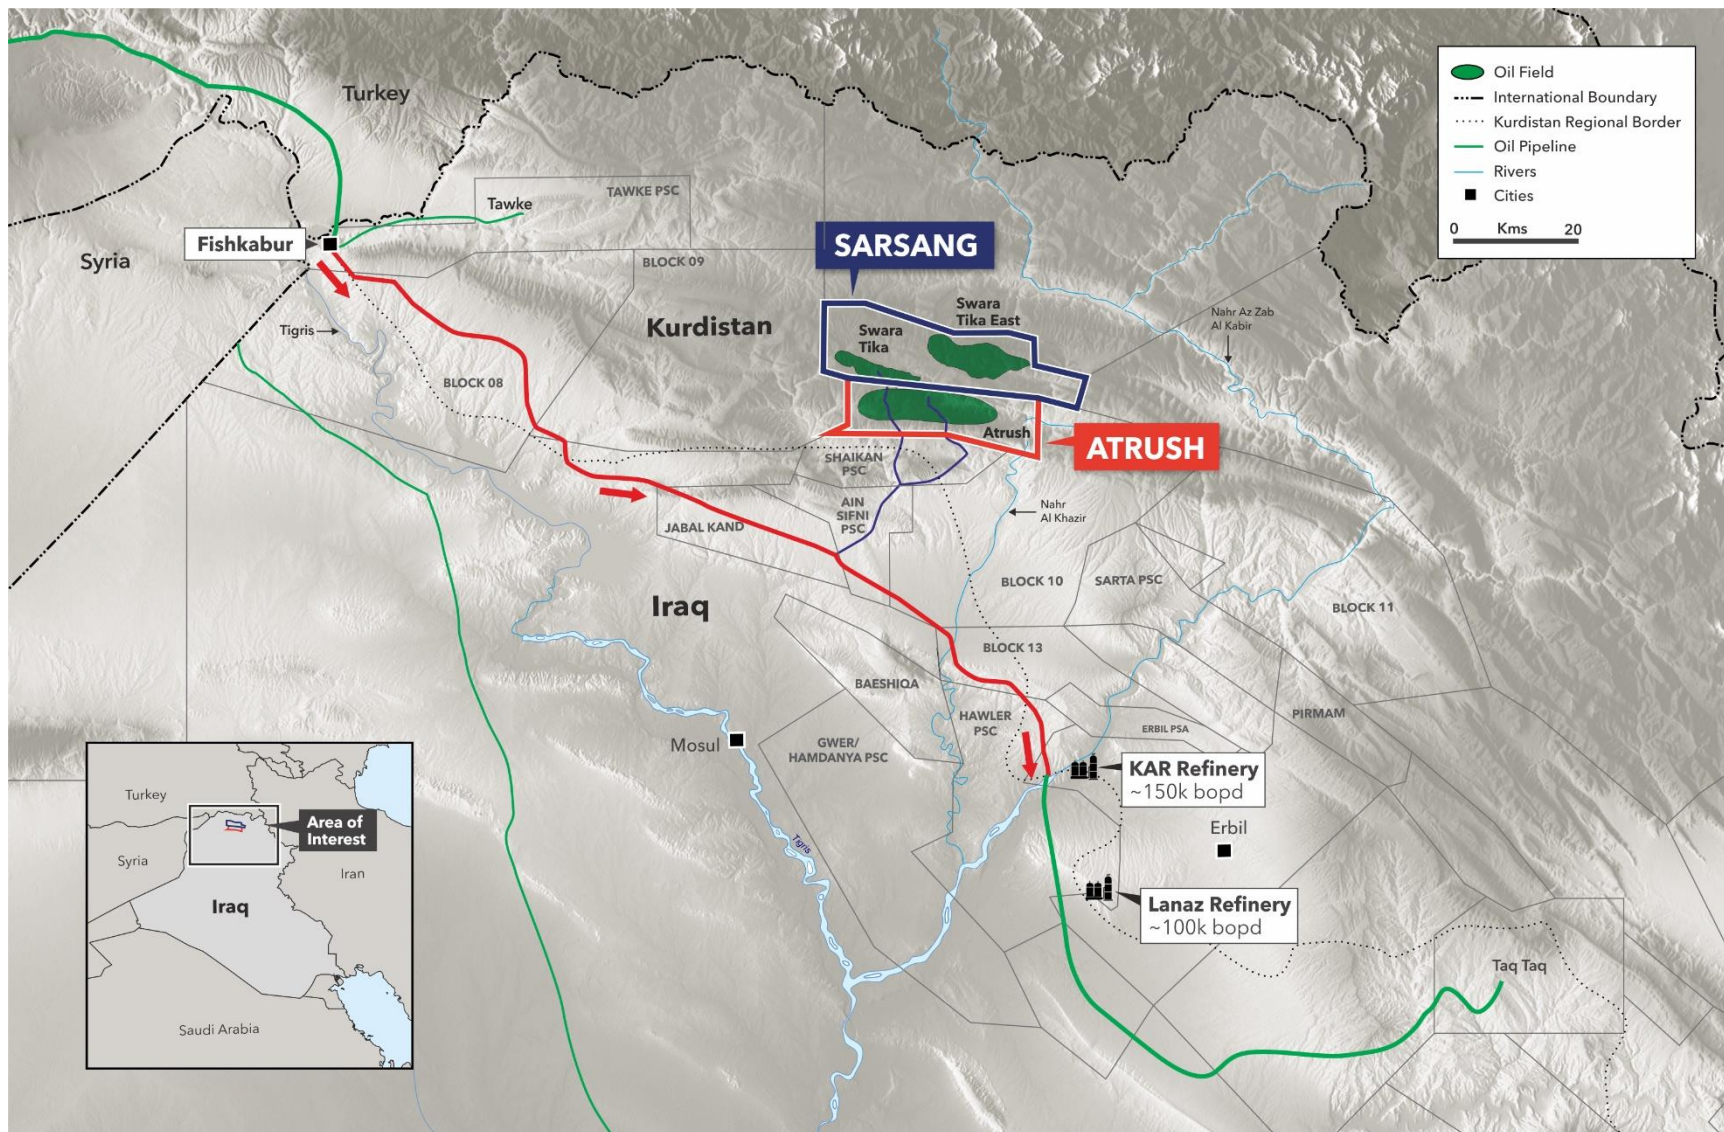 Turkey
Oil Field
International Boundary
Kurdistan Regional Border
Oil Pipeline
Rivers
Cities
0 Kms 20
TAWKE PSC
Tawke
Fishkabur
Syria
SARSANG
BLOCK 09
Swara
Tika East
Nahr Az Zab
Al Kabir
Kurdistan
Tigris
Swara
Tika
BLOCK 08
Atrush
ATRUSH
SHAIKAN
PSC
AIN
SIFNI
PSC
Nahr
Al Khazir
JABAL KAND
BLOCK 10
SARTA PSC
Iraq
BLOCK 11
BLOCK 13
BAESHIQA
HAWLER
PSC
PIRMAM
ERBIL PSA
Mosul
GWER/
HAMDANYA PSC
KAR Refinery
~150k bopd
Tigris
Erbil
Lanaz Refinery
~100k bopd
Taq Taq
Turkey
Area of
Interest
Syria
Iran
Iraq
Saudi Arabia